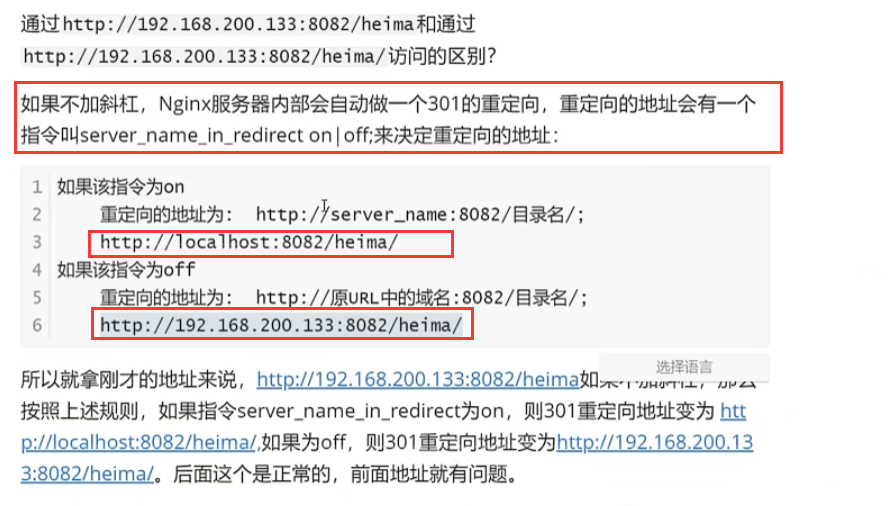 通过http://192.168.200.133:8082/heima和通过
http://192.168.200.133:8082/heima/访问的区别?
如果不加斜杠，Nginx服务器内部会自动做一个301的重定向，重定向的地址会有一个
指令叫server_name_in_redirect on|off;来决定重定向的地址：
1 如果该指令为on
2 重定向的地址为: http://server_name:8082/目录名/;
3 http://localhost:8082/heima/
4 如果该指令为off
5 重定向的地址为: http://原URL中的域名:8082/目录名/;
6 http://192.168.200.133:8082/heima/
选择语言
所以就拿刚才的地址来说，http://192.168.200.133:8082/heima如果不加斜杠，那么
按照上述规则，如果指令server_name_in_redirect为on，则301重定向地址变为 htt
p://localhost:8082/heima/,如果为off，则301重定向地址变为http://192.168.200.13
3:8082/heima/。后面这个是正常的，前面地址就有问题。